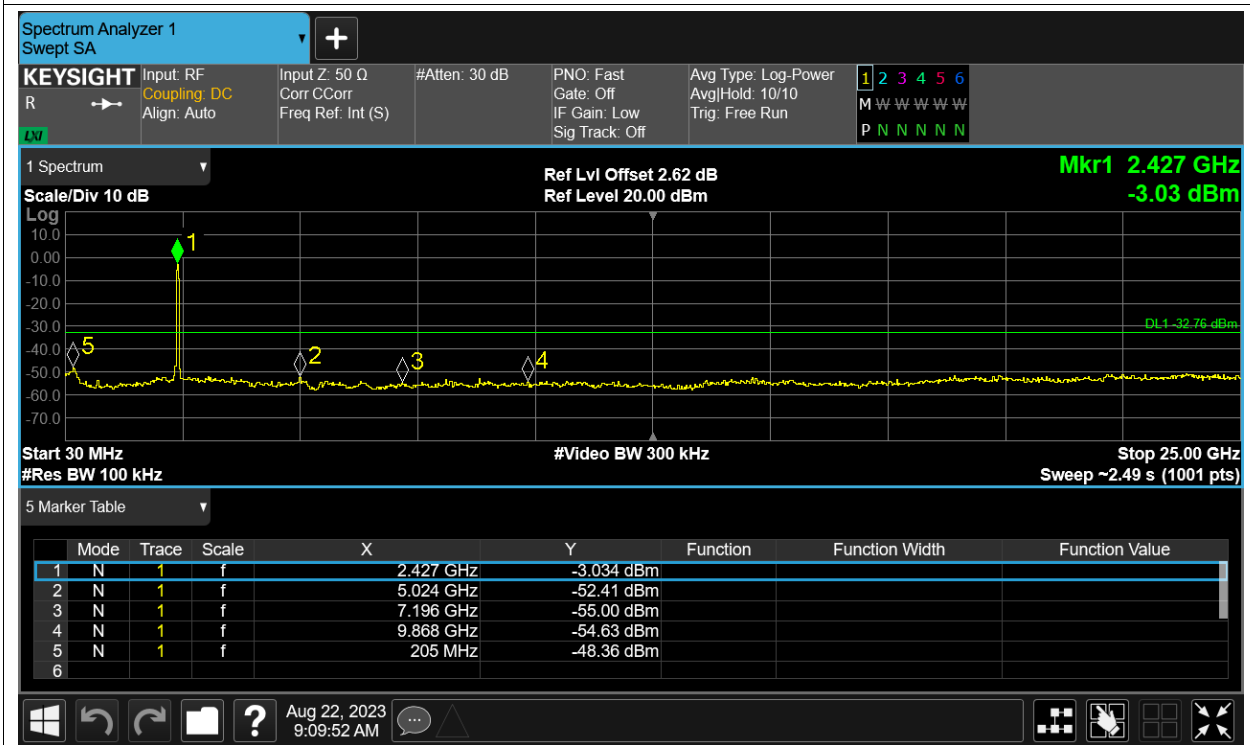 Spectrum Analyzer 1
Swept SA
KEYSIGHT Input: RF Input Z: 50 Ω #Atten: 30 dB PNO: Fast Avg Type: Log-Power 1 2 3 4 5 6
R Coupling: DC Corr CCorr Gate: Off Avg|Hold: 10/10 M W W W W W
Align: Auto Freq Ref: Int (S) IF Gain: Low Trig: Free Run
LXI Sig Track: Off P N N N N N
1 Spectrum Ref Lvl Offset 2.62 dB Mkr1 2.427 GHz
Scale/Div 10 dB Ref Level 20.00 dBm -3.03 dBm
Log
10.0
0.00
-10.0
-20.0
-30.0
-40.0
-50.0
-60.0
-70.0
1
DL1 -32.76 dBm
5 2 3 4
Start 30 MHz #Video BW 300 kHz Stop 25.00 GHz
#Res BW 100 kHz Sweep ~2.49 s (1001 pts)
5 Marker Table
Mode Trace Scale X Y Function Function Width Function Value
1 N 1 f 2.427 GHz -3.034 dBm
2 N 1 f 5.024 GHz -52.41 dBm
3 N 1 f 7.196 GHz -55.00 dBm
4 N 1 f 9.868 GHz -54.63 dBm
5 N 1 f 205 MHz -48.36 dBm
6
? Aug 22, 2023
9:09:52 AM